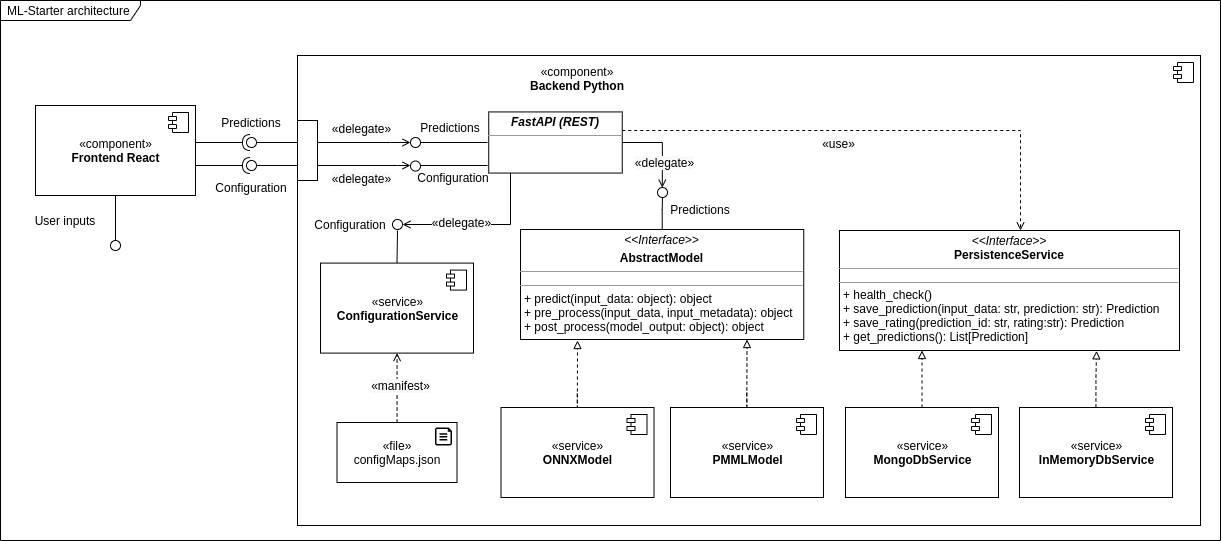 ML-Starter architecture
«component»
Backend Python
«component»
Frontend React
Predictions
Configuration
User inputs
«delegate»
«delegate»
Predictions
Configuration
FastAPI (REST)
«use»
«delegate»
Predictions
Configuration
«delegate»
«service»
ConfigurationService
«manifest»
«file»
configMaps.json
<<Interface>>
AbstractModel
+ predict(input_data: object): object
+ pre_process(input_data, input_metadata): object
+ post_process(model_output: object): object
<<Interface>>
PersistenceService
+ health_check()
+ save_prediction(input_data: str, prediction: str): Prediction
+ save_rating(prediction_id: str, rating:str): Prediction
+ get_predictions(): List[Prediction]
«service»
ONNXModel
«service»
PMMLModel
«service»
MongoDbService
«service»
InMemoryDbService